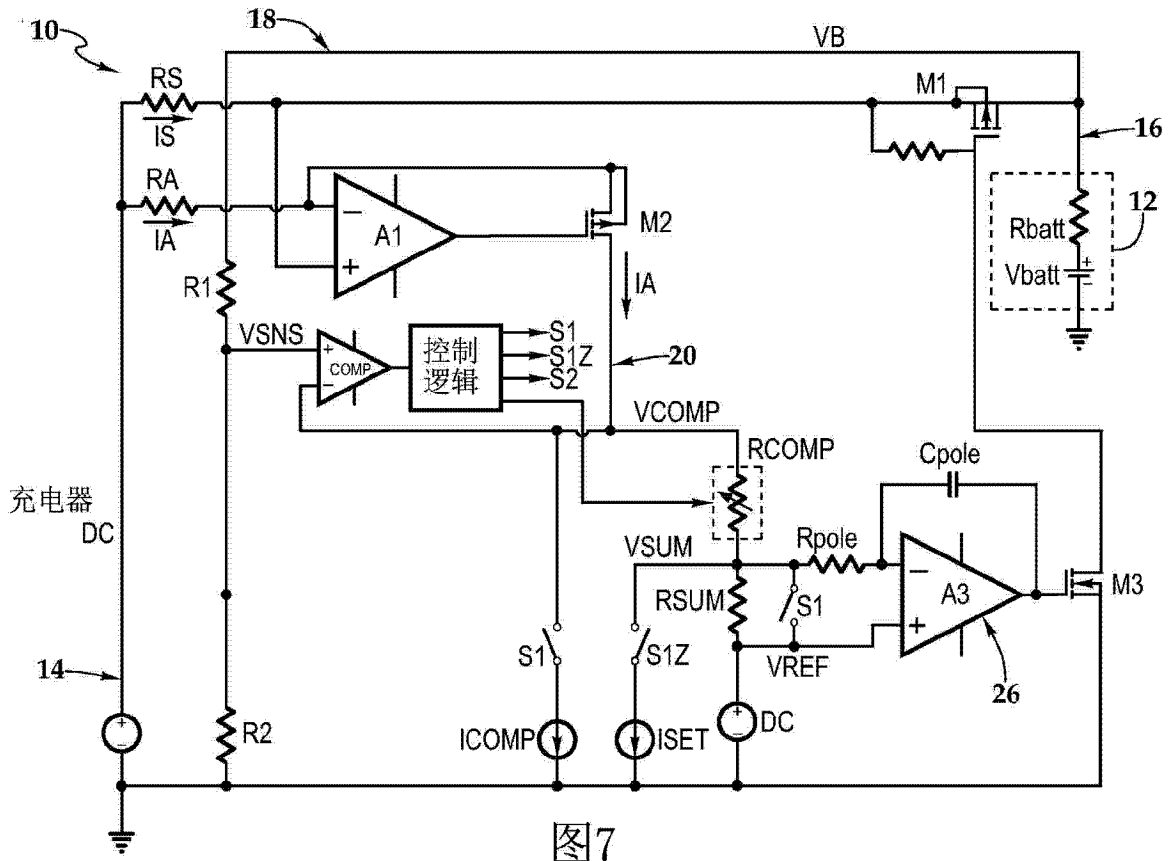 10
18
VB
RS
IS
M1
16
RA
IA
A1
−
+
M2
IA
12
Rbatt
Vbatt
+
−
R1
VSNS
+
−
COMP
控制
逻辑
S1
S1Z
S2
20
VCOMP
RCOMP
Cpole
充电器
DC
VSUM
Rpole
RSUM
S1
−
+
A3
M3
S1
S1Z
VREF
26
14
+
−
R2
ICOMP
ISET
+
−
DC
图7